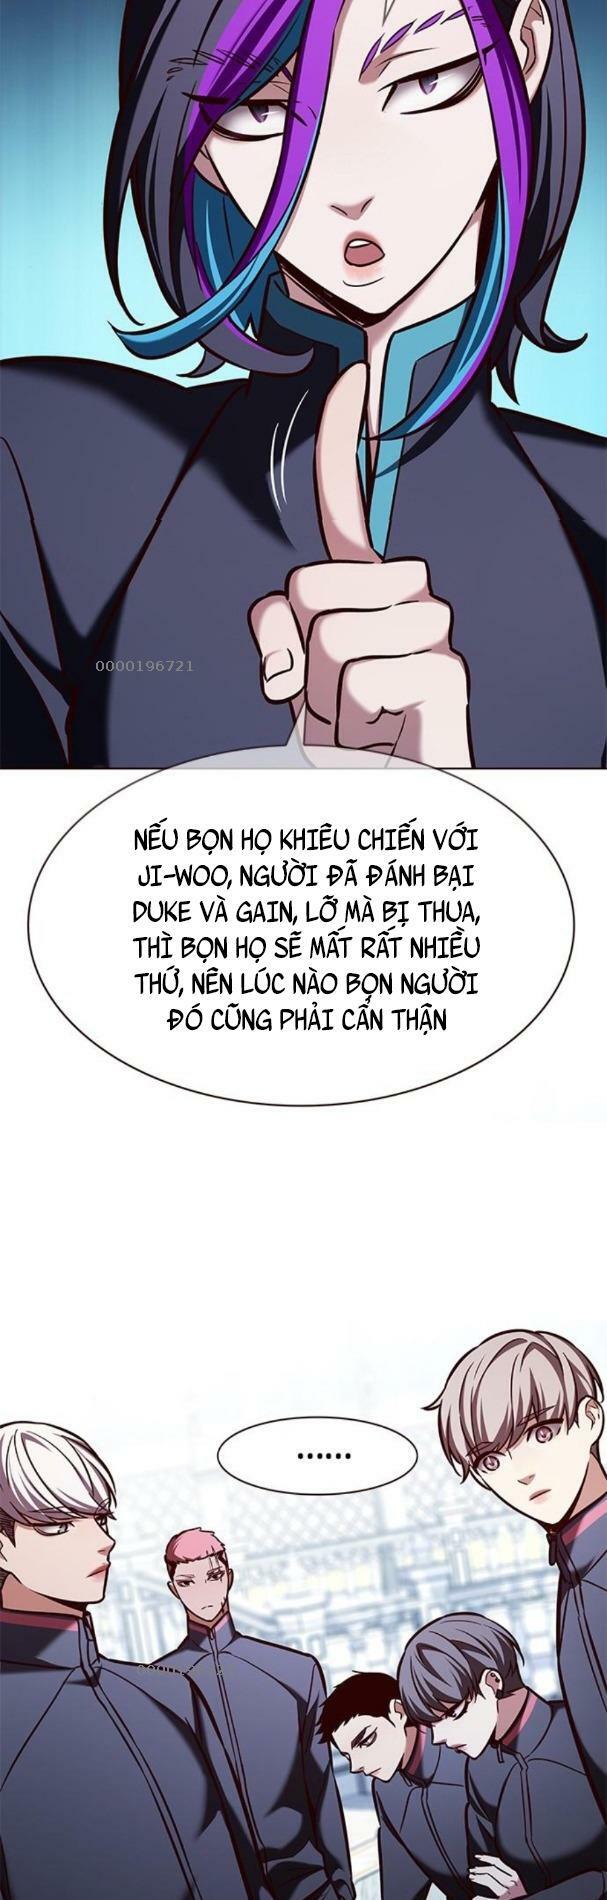 0000196721
NẾU BỌN HỌ KHIÊU CHIẾN VỚI
JI-WOO, NGƯỜI ĐÃ ĐÁNH BẠI
DUKE VÀ GAIN, LỠ MÀ BỊ THUA,
THÌ BỌN HỌ SẼ MẤT RẤT NHIỀU
THỨ, NÊN LÚC NÀO BỌN NGƯỜI
ĐÓ CŨNG PHẢI CẨN THẬN
......
0000196721